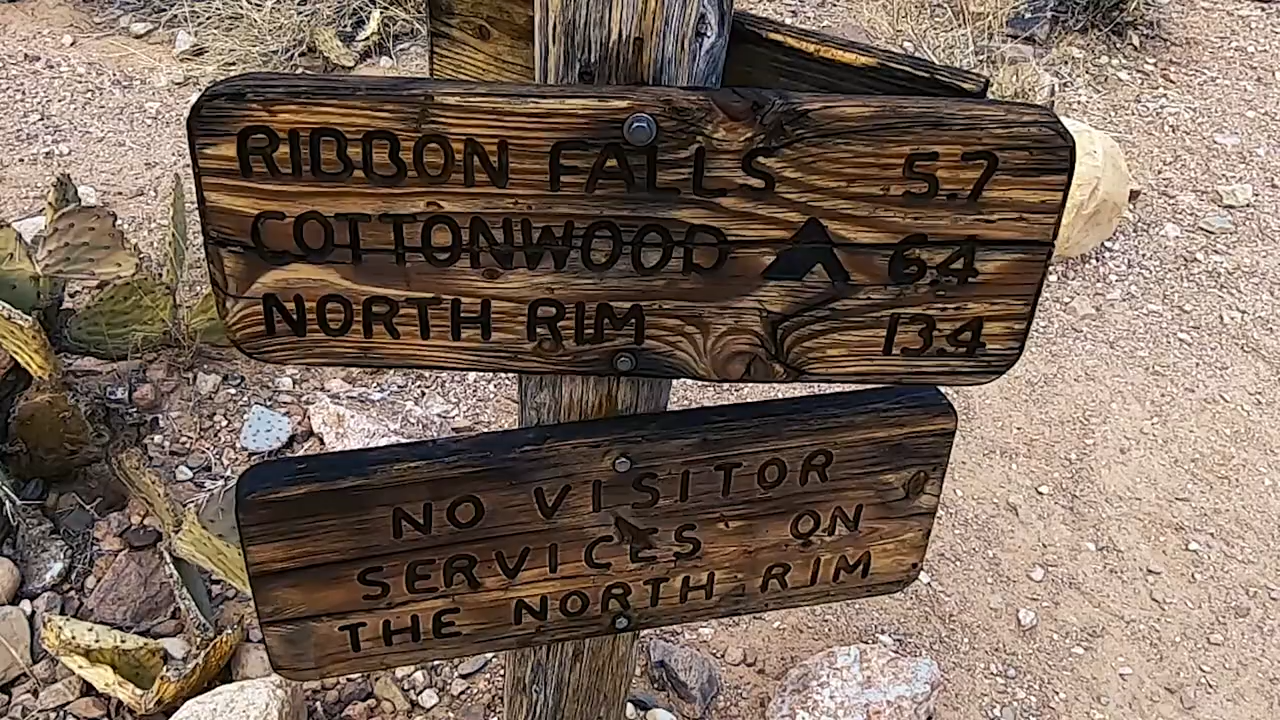 RIBBON FALLS 5.7
COTTONWOOD 6.4
NORTH RIM 13.4
NO VISITOR
SERVICES ON
THE NORTH RIM